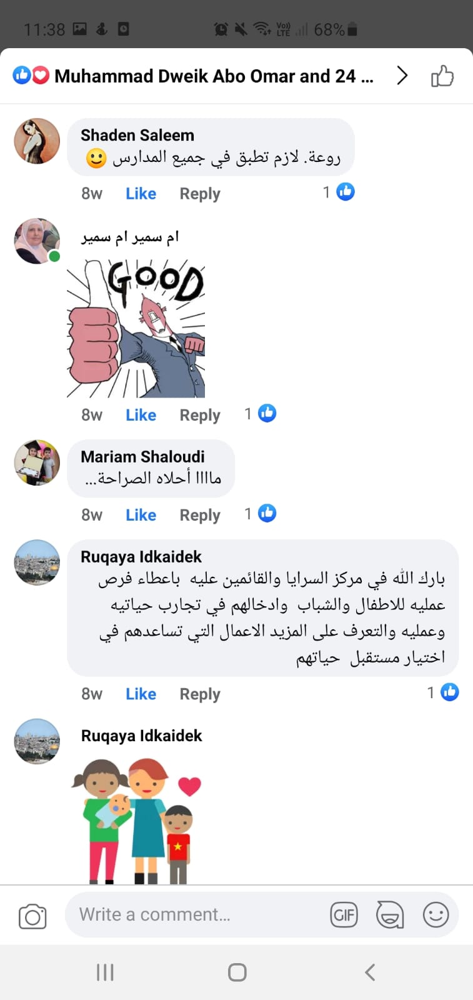 11:38
68%
Muhammad Dweik Abo Omar and 24 ...
Shaden Saleem
روعة. لازم تطبق في جميع المدارس 🙂
8w Like Reply 1
ام سمير ام سمير
GOOD
8w Like Reply 1
Mariam Shaloudi
ماااا أحلاه الصراحة...
8w Like Reply 1
Ruqaya Idkaidek
بارك الله في مركز السرايا والقائمين عليه باعطاء فرص
عمليه للاطفال والشباب وادخالهم في تجارب حياتيه
وعمليه والتعرف على المزيد الاعمال التي تساعدهم في
اختيار مستقبل حياتهم
8w Like Reply 1
Ruqaya Idkaidek
Write a comment...
GIF